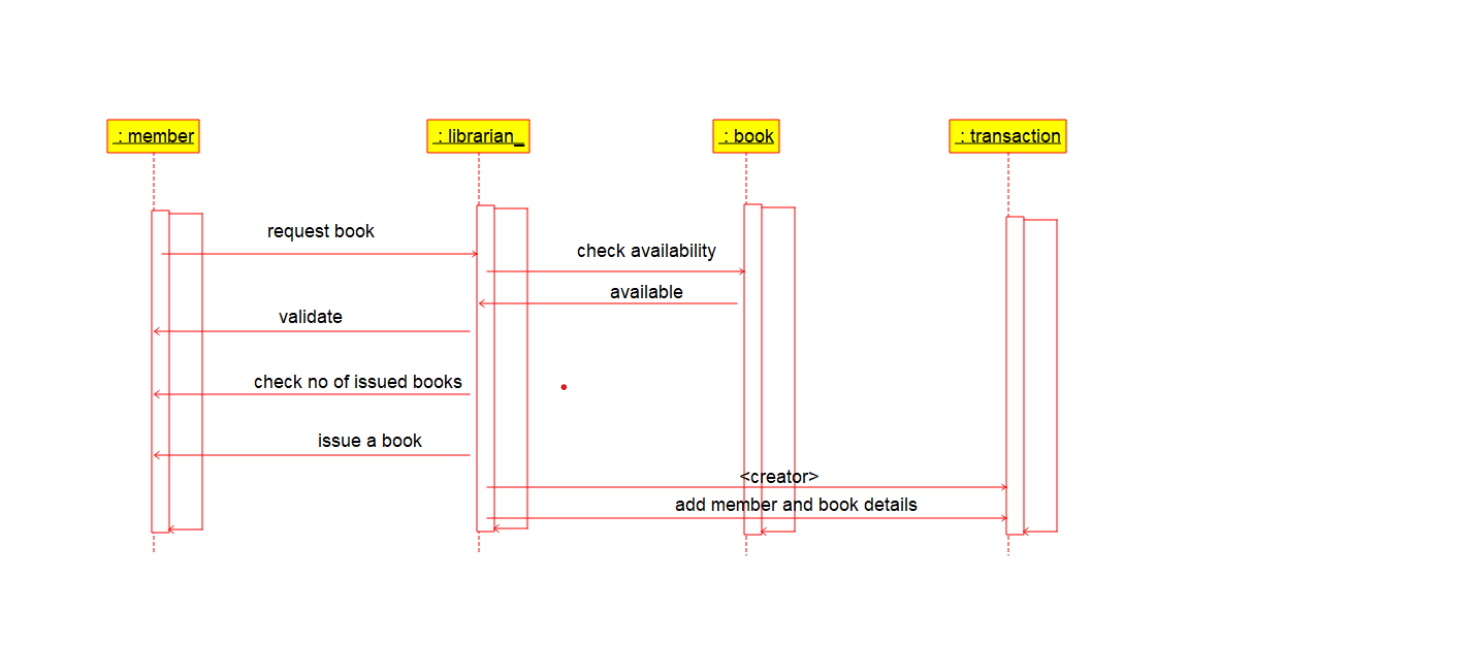 : member
: librarian_
: book
: transaction
request book
check availability
available
validate
check no of issued books
issue a book
<creator>
add member and book details